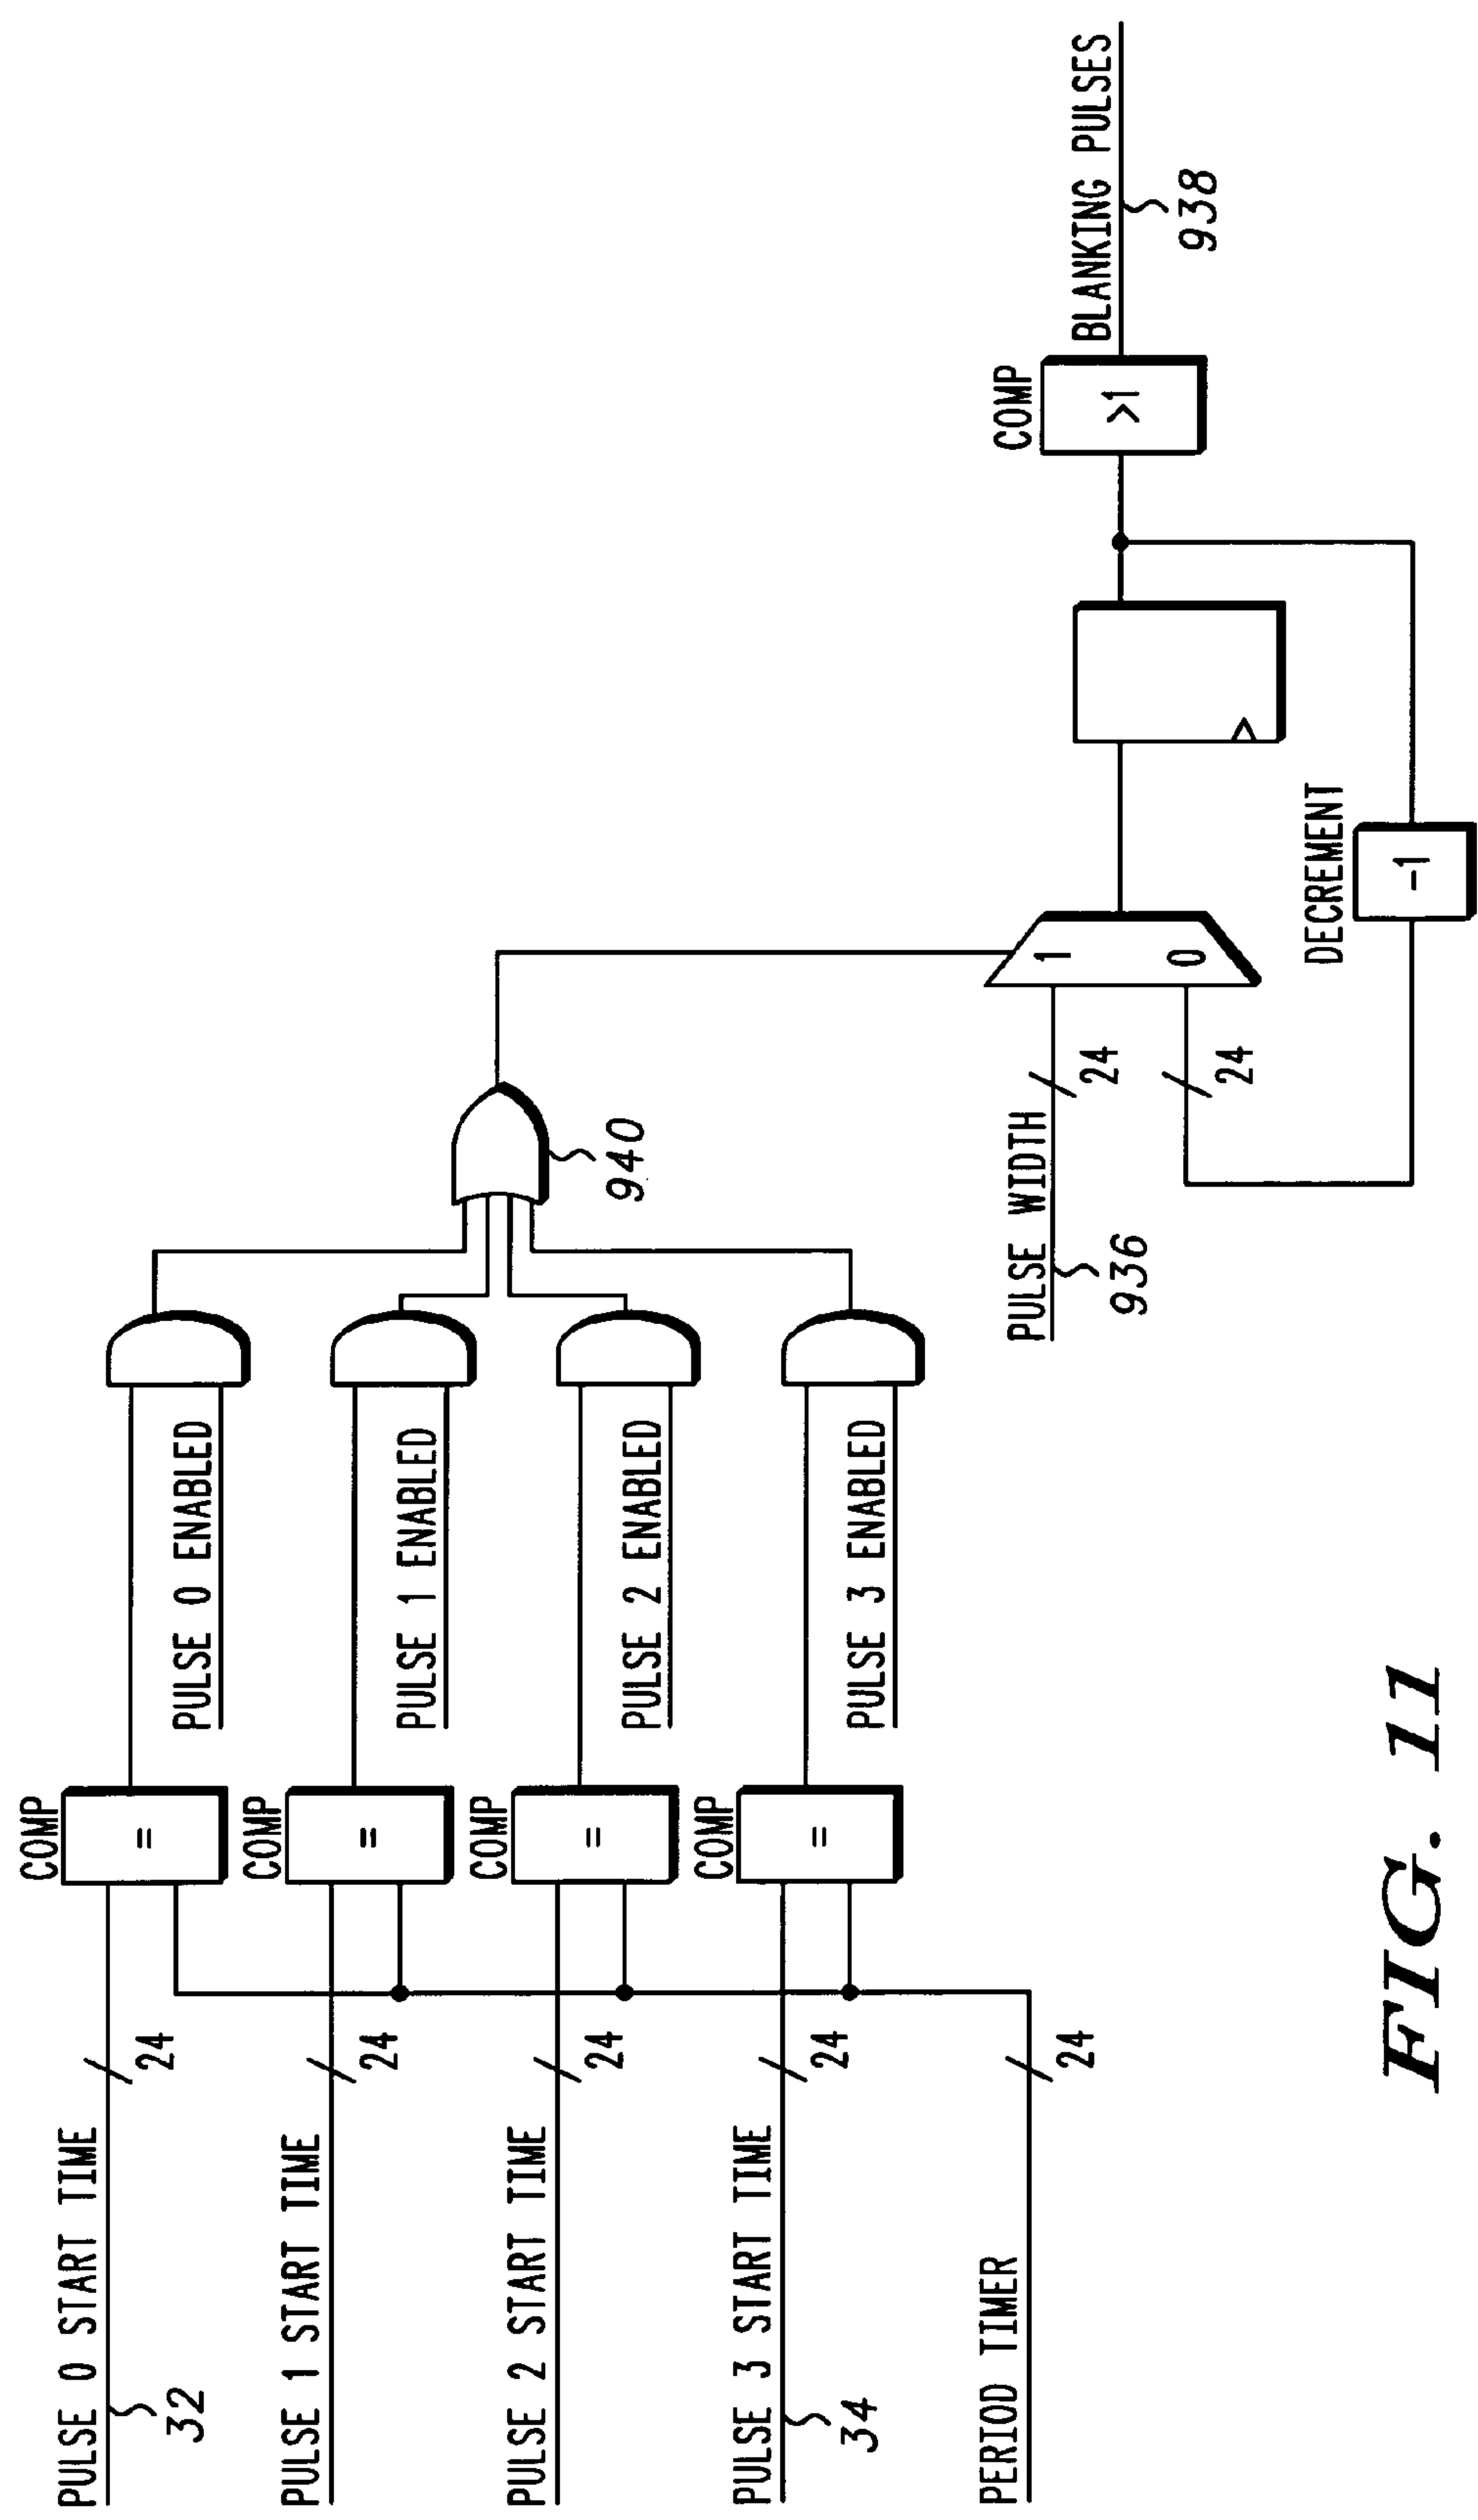 COMP
PULSE 0 START TIME
24
=
32
PULSE 0 ENABLED
COMP
PULSE 1 START TIME
24
=
PULSE 1 ENABLED
COMP
PULSE 2 START TIME
24
=
PULSE 2 ENABLED
940
COMP
PULSE 3 START TIME
24
=
34
PULSE 3 ENABLED
PERIOD TIMER
24
PULSE WIDTH
24
936
1
0
24
COMP
>1
BLANKING PULSES
938
DECREMENT
-1
FIG. 11